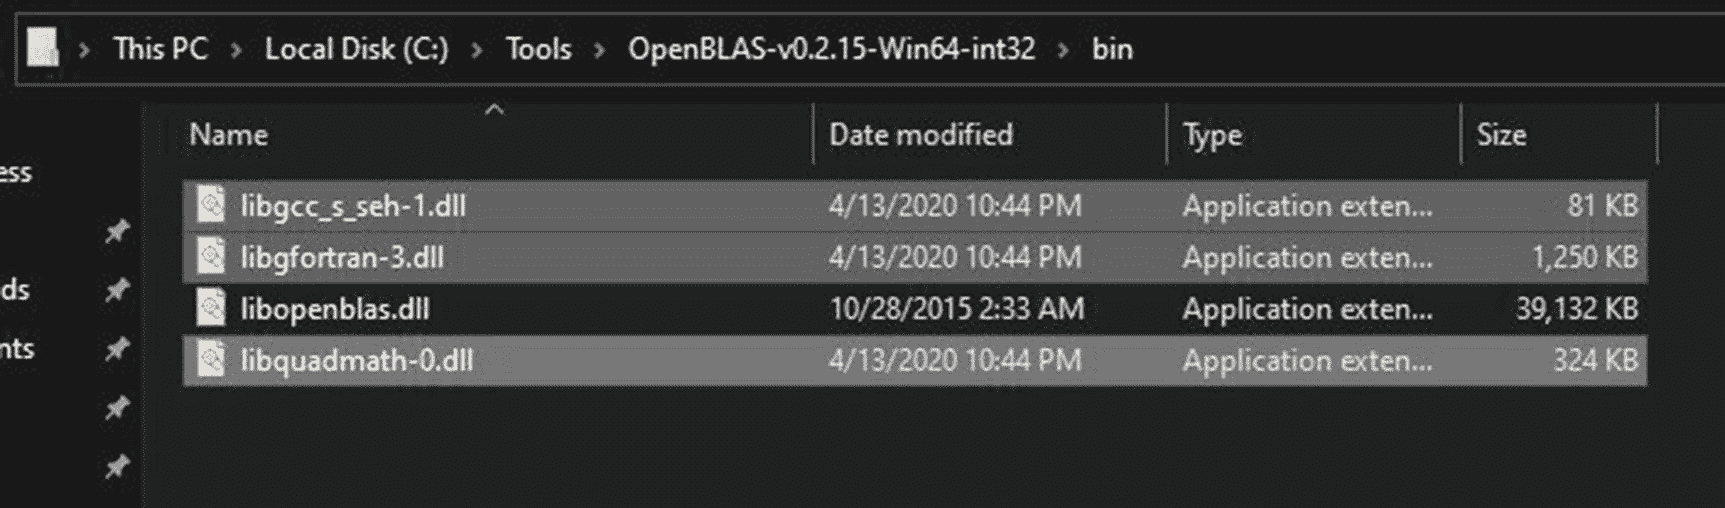 This PC > Local Disk (C:) > Tools > OpenBLAS-v0.2.15-Win64-int32 > bin
Name Date modified Type Size
ess
libgcc_s_seh-1.dll 4/13/2020 10:44 PM Application exten... 81 KB
libgfortran-3.dll 4/13/2020 10:44 PM Application exten... 1,250 KB
ds
libopenblas.dll 10/28/2015 2:33 AM Application exten... 39,132 KB
nts
libquadmath-0.dll 4/13/2020 10:44 PM Application exten... 324 KB